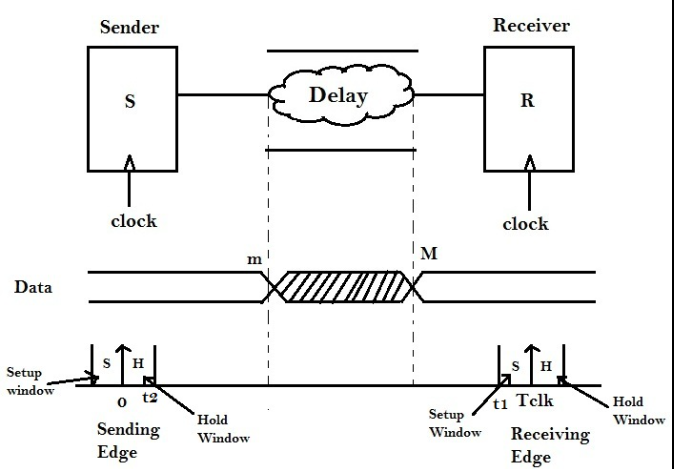 Sender
Receiver
S
Delay
R
clock
clock
m
M
Data
S
H
S
H
Setup
window
0
t2
t1
Tclk
Hold
Window
Setup
Window
Hold
Window
Sending
Edge
Receiving
Edge